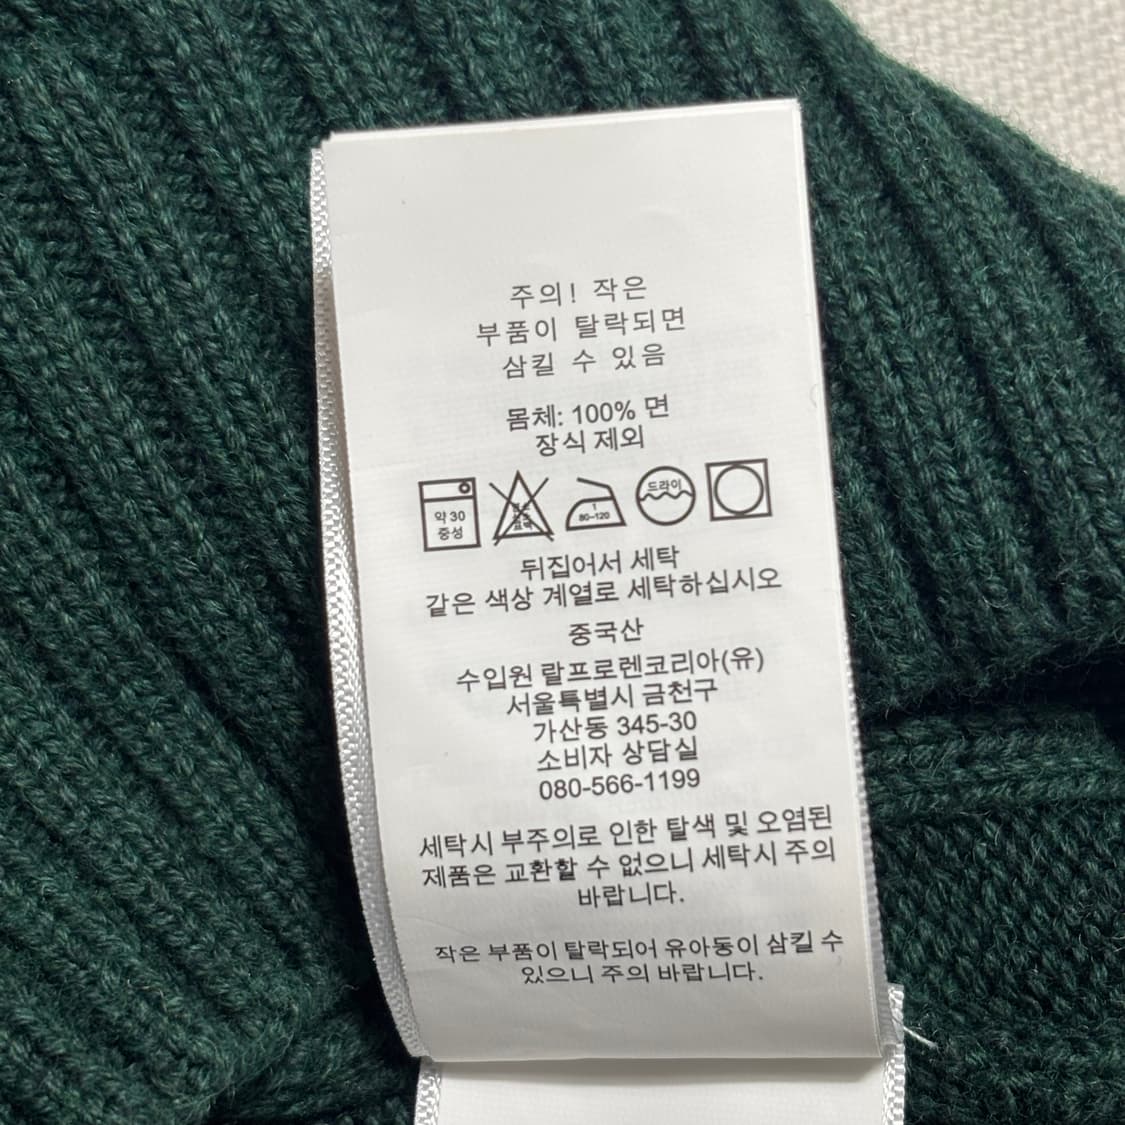 주의! 작은
부품이 탈락되면
삼킬 수 있음
몸체: 100% 면
장식 제외
약 30
중성
1
80-120
드라이
뒤집어서 세탁
같은 색상 계열로 세탁하십시오
중국산
수입원 랄프로렌코리아(유)
서울특별시 금천구
가산동 345-30
소비자 상담실
080-566-1199
세탁시 부주의로 인한 탈색 및 오염된
제품은 교환할 수 없으니 세탁시 주의
바랍니다.
작은 부품이 탈락되어 유아동이 삼킬 수
있으니 주의 바랍니다.